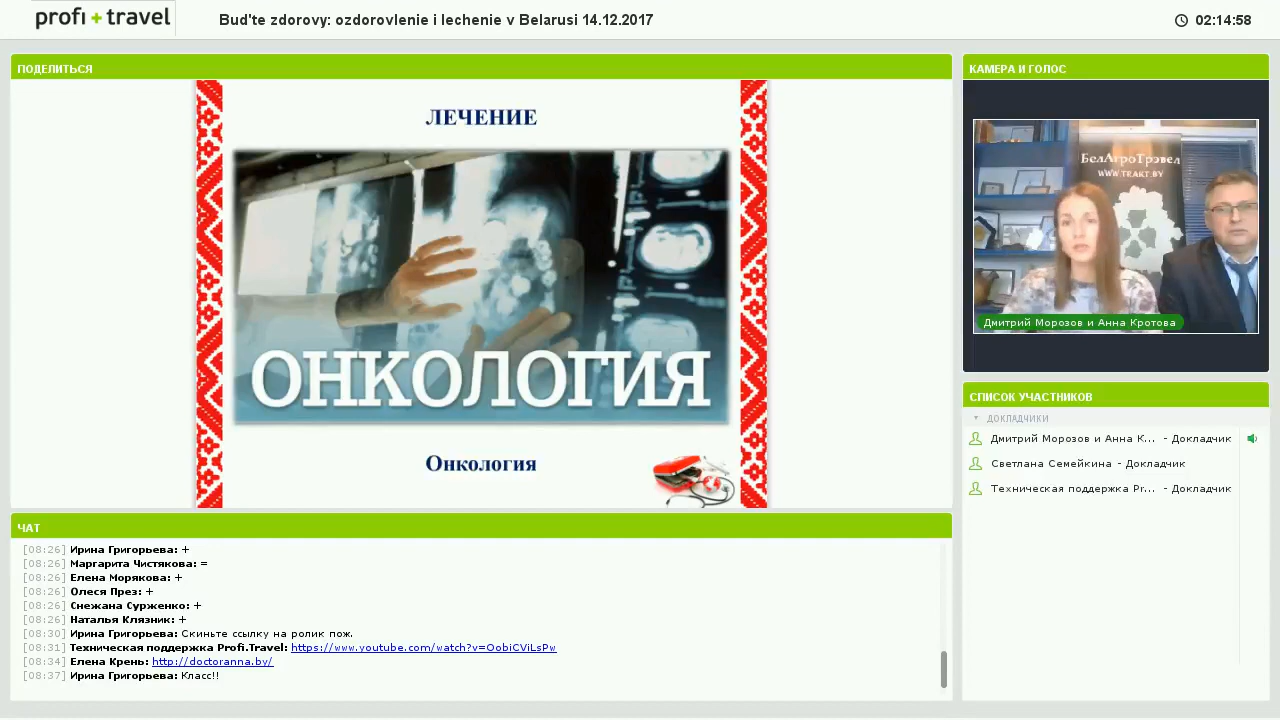 profi + travel
Bud'te zdorovy: ozdorovlenie i lechenie v Belarusi 14.12.2017
02:14:58
ПОДЕЛИТЬСЯ
ЛЕЧЕНИЕ
ОНКОЛОГИЯ
Онкология
КАМЕРА И ГОЛОС
БелАгроТрэвел
WWW.TRAKT.BY
Дмитрий Морозов и Анна Кротова
СПИСОК УЧАСТНИКОВ
ДОКЛАДЧИКИ
Дмитрий Морозов и Анна К... - Докладчик
Светлана Семейкина - Докладчик
Техническая поддержка Pr... - Докладчик
ЧАТ
[08:26] Ирина Григорьева: +
[08:26] Маргарита Чистякова: =
[08:26] Елена Морякова: +
[08:26] Олеся През: +
[08:26] Снежана Сурженко: +
[08:26] Наталья Клязник: +
[08:30] Ирина Григорьева: Скиньте ссылку на ролик пож.
[08:31] Техническая поддержка Profi.Travel: https://www.youtube.com/watch?v=OobiCViLsPw
[08:34] Елена Крень: http://doctoranna.by/
[08:37] Ирина Григорьева: Класс!!